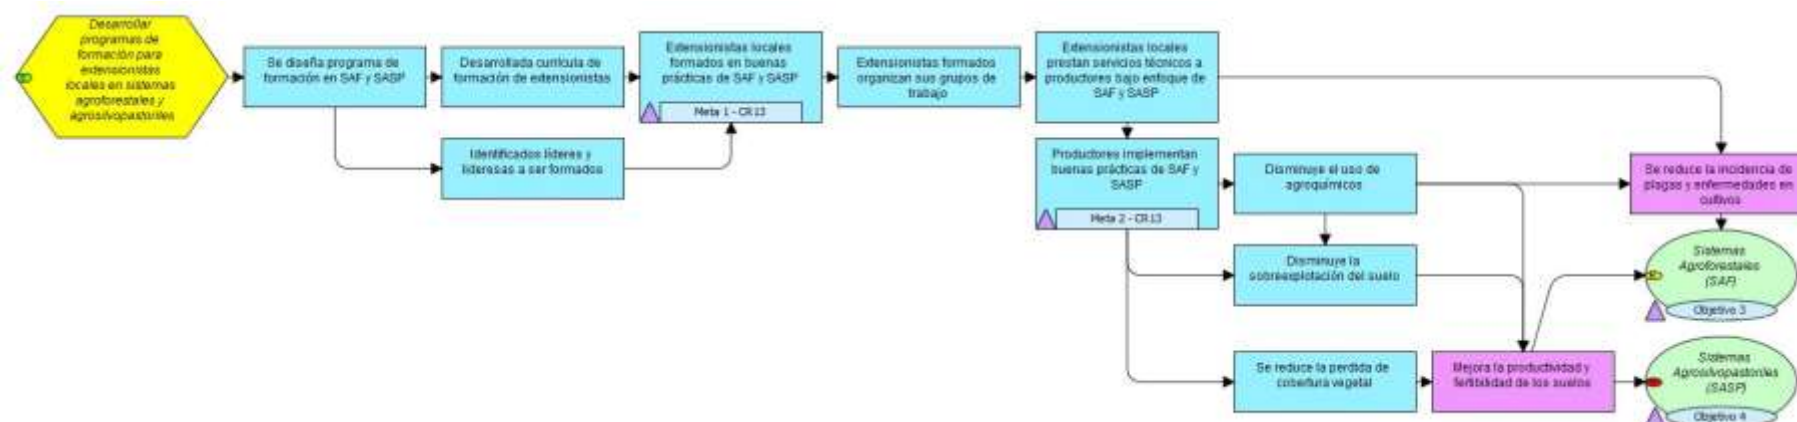 Desarrollar
programas de
formación para
extensionistas
locales en sistemas
agroforestales y
agrosilvopastoriles
Se diseña programa de
formación en SAF y SASP
Desarrollada currícula de
formación de extensionistas
Extensionistas locales
formados en buenas
prácticas de SAF y SASP
Meta 1 - CR13
Extensionistas formados
organizan sus grupos de
trabajo
Extensionistas locales
prestan servicios técnicos a
productores bajo enfoque de
SAF y SASP
Identificados líderes y
lideresas a ser formados
Productores implementan
buenas prácticas de SAF y
SASP
Meta 2 - CR13
Disminuye el uso de
agroquímicos
Se reduce la incidencia de
plagas y enfermedades en
cultivos
Disminuye la
sobreexplotación del suelo
Sistemas
Agroforestales
(SAF)
Objetivo 3
Se reduce la perdida de
cobertura vegetal
Mejora la productividad y
fertibilidad de los suelos
Sistemas
Agrosilvopastoriles
(SASP)
Objetivo 4